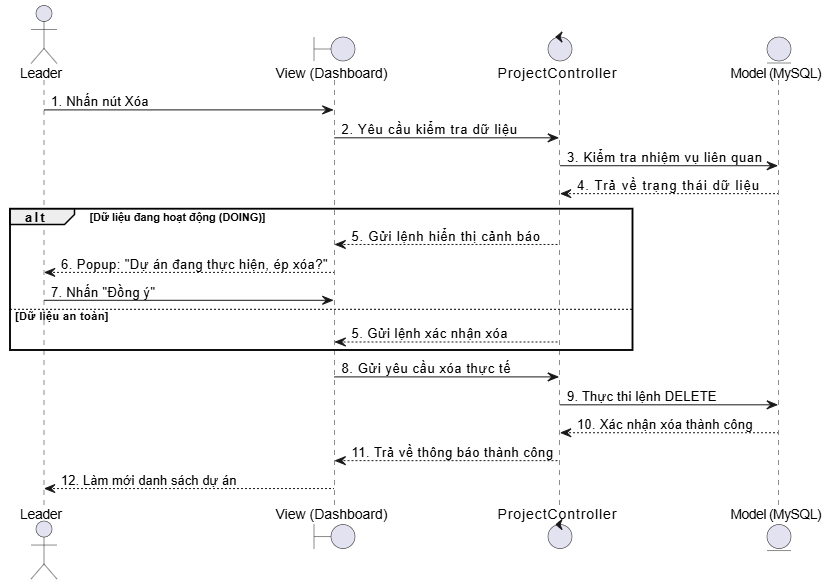 Leader
View (Dashboard)
ProjectController
Model (MySQL)
1. Nhấn nút Xóa
2. Yêu cầu kiểm tra dữ liệu
3. Kiểm tra nhiệm vụ liên quan
4. Trả về trạng thái dữ liệu
alt
[Dữ liệu đang hoạt động (DOING)]
5. Gửi lệnh hiển thị cảnh báo
6. Popup: "Dự án đang thực hiện, ép xóa?"
7. Nhấn "Đồng ý"
[Dữ liệu an toàn]
5. Gửi lệnh xác nhận xóa
8. Gửi yêu cầu xóa thực tế
9. Thực thi lệnh DELETE
10. Xác nhận xóa thành công
11. Trả về thông báo thành công
12. Làm mới danh sách dự án
Leader
View (Dashboard)
ProjectController
Model (MySQL)